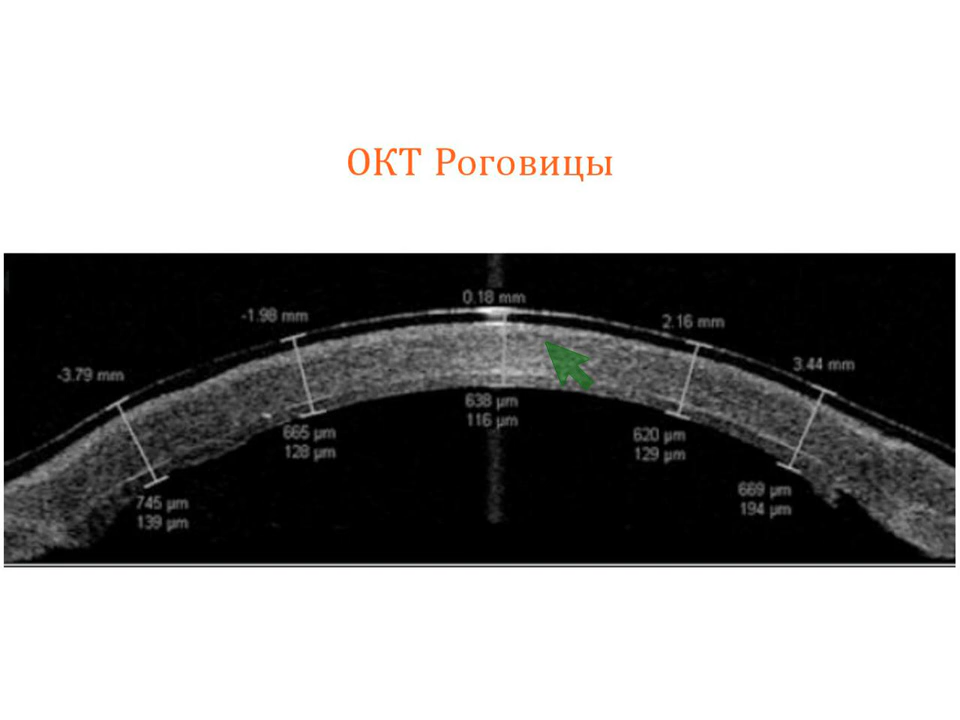 ОКТ Роговицы
0.18 mm
-1.98 mm
2.16 mm
-3.79 mm
3.44 mm
638 µm
116 µm
665 µm
128 µm
620 µm
129 µm
745 µm
139 µm
669 µm
194 µm